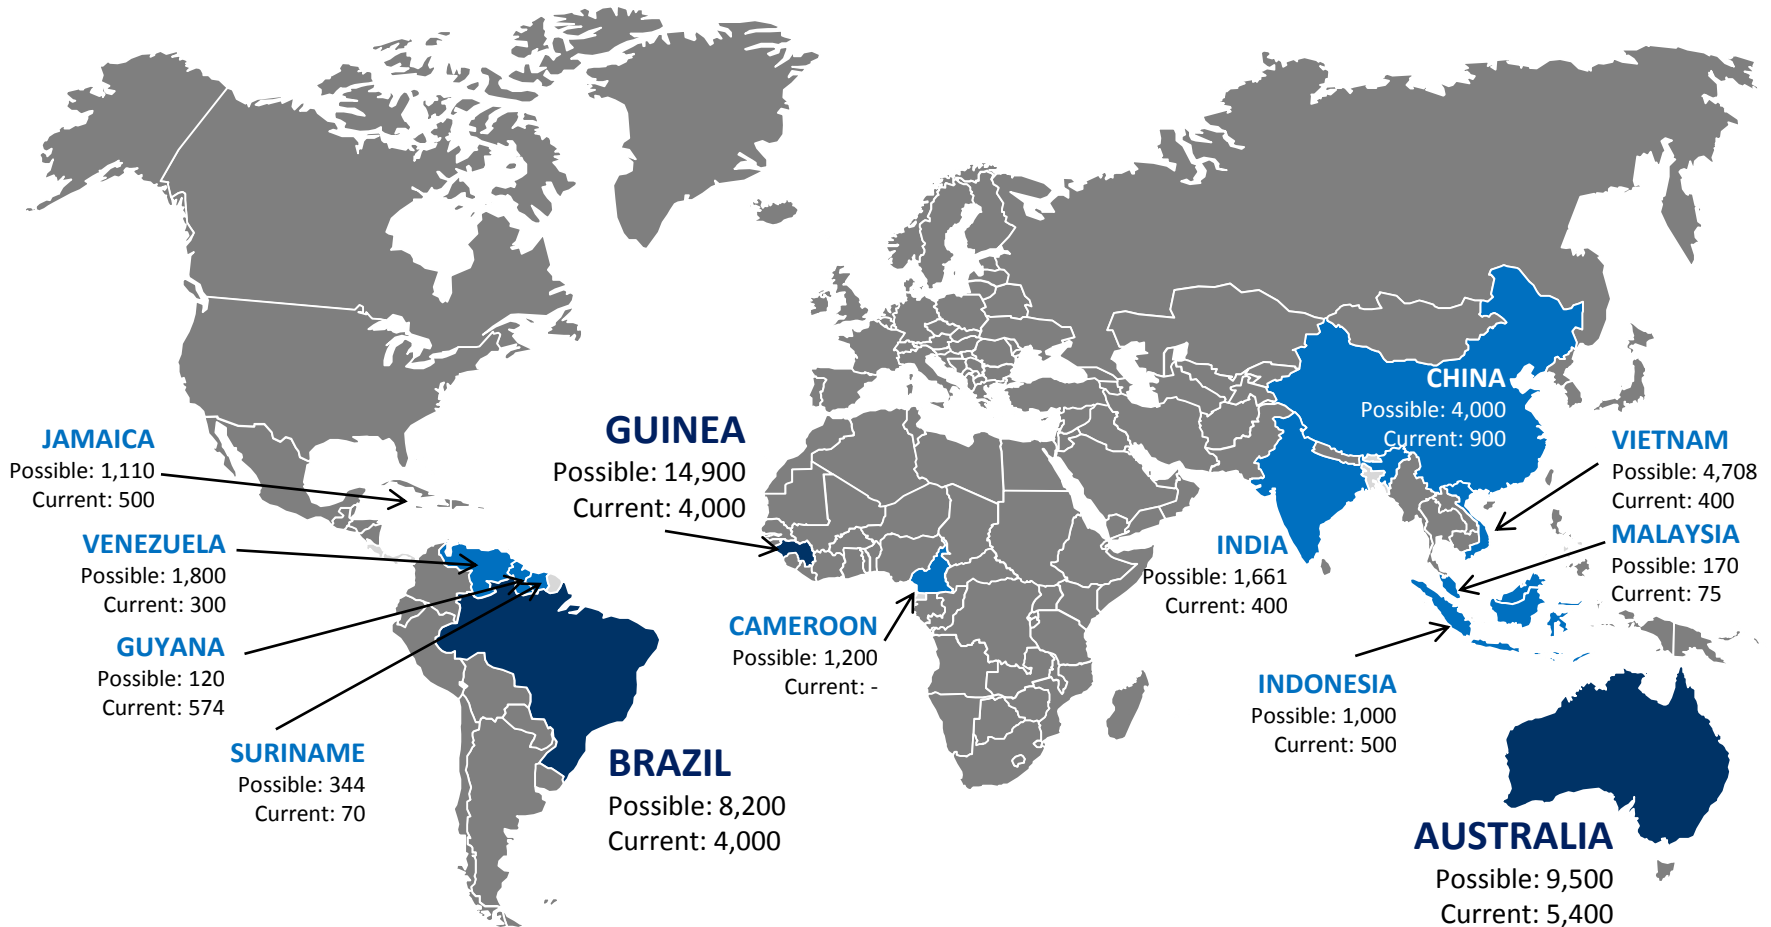 JAMAICA
Possible: 1,110
Current: 500
VENEZUELA
Possible: 1,800
Current: 300
GUYANA
Possible: 120
Current: 574
SURINAME
Possible: 344
Current: 70
BRAZIL
Possible: 8,200
Current: 4,000
GUINEA
Possible: 14,900
Current: 4,000
CAMEROON
Possible: 1,200
Current: -
INDIA
Possible: 1,661
Current: 400
CHINA
Possible: 4,000
Current: 900
VIETNAM
Possible: 4,708
Current: 400
MALAYSIA
Possible: 170
Current: 75
INDONESIA
Possible: 1,000
Current: 500
AUSTRALIA
Possible: 9,500
Current: 5,400